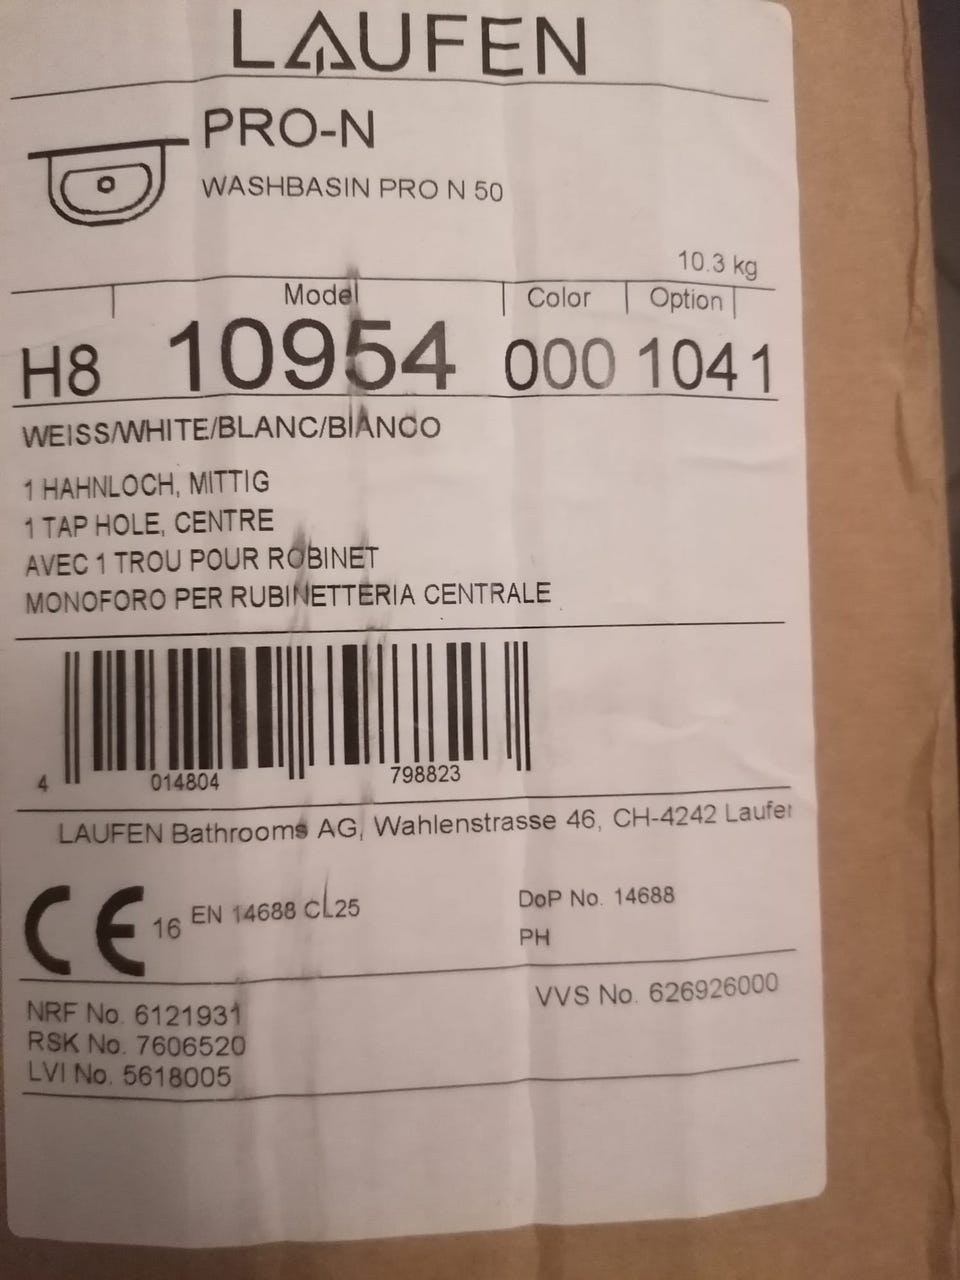 LAUFEN
PRO-N
WASHBASIN PRO N 50
10.3 kg
Model Color Option
H8 10954 000 1041
WEISS/WHITE/BLANC/BIANCO
1 HAHNLOCH, MITTIG
1 TAP HOLE, CENTRE
AVEC 1 TROU POUR ROBINET
MONOFORO PER RUBINETTERIA CENTRALE
4 014804 798823
LAUFEN Bathrooms AG, Wahlenstrasse 46, CH-4242 Laufen
CE 16 EN 14688 CL25 DoP No. 14688
PH
VVS No. 626926000
NRF No. 6121931
RSK No. 7606520
LVI No. 5618005